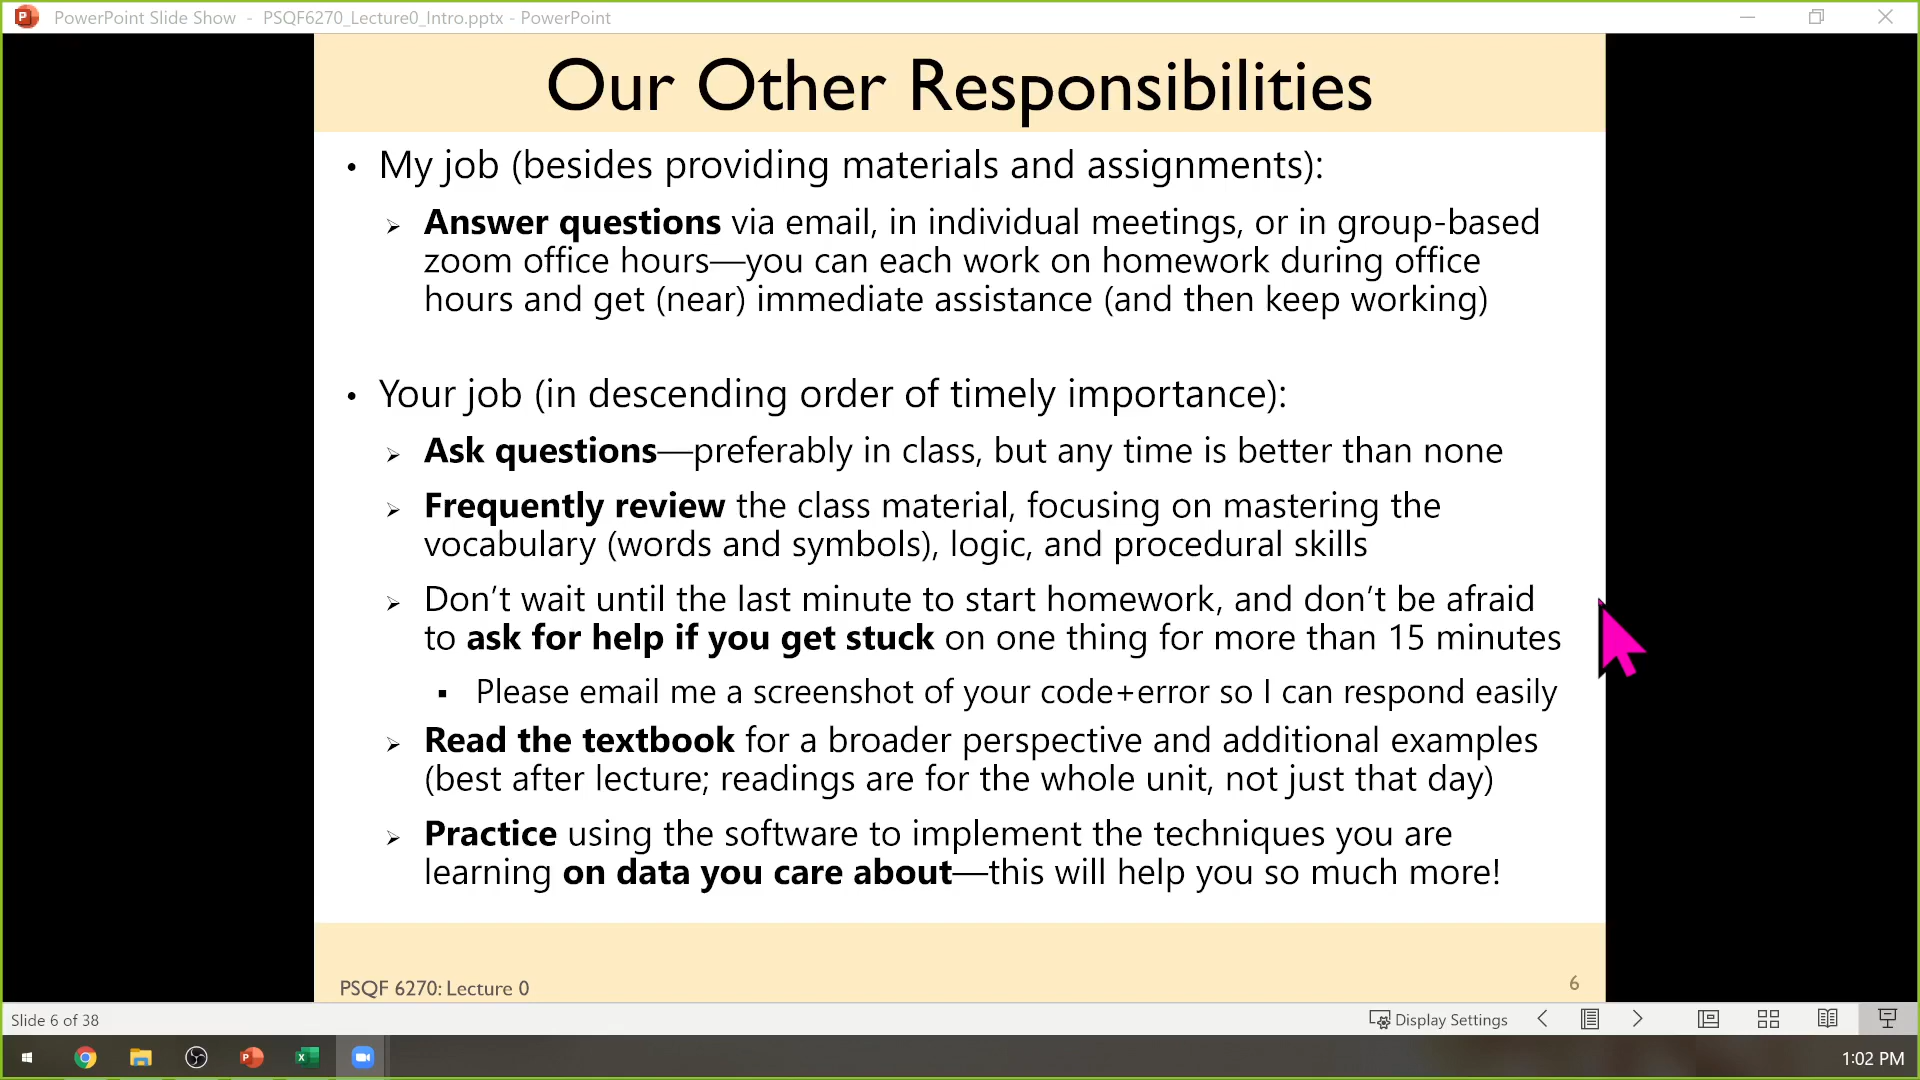 PowerPoint Slide Show - PSQF6270_Lecture0_Intro.pptx - PowerPoint
Our Other Responsibilities
• My job (besides providing materials and assignments):
➢ Answer questions via email, in individual meetings, or in group-based
zoom office hours—you can each work on homework during office
hours and get (near) immediate assistance (and then keep working)
• Your job (in descending order of timely importance):
➢ Ask questions—preferably in class, but any time is better than none
➢ Frequently review the class material, focusing on mastering the
vocabulary (words and symbols), logic, and procedural skills
➢ Don’t wait until the last minute to start homework, and don’t be afraid
to ask for help if you get stuck on one thing for more than 15 minutes
▪ Please email me a screenshot of your code+error so I can respond easily
➢ Read the textbook for a broader perspective and additional examples
(best after lecture; readings are for the whole unit, not just that day)
➢ Practice using the software to implement the techniques you are
learning on data you care about—this will help you so much more!
PSQF 6270: Lecture 0
6
Slide 6 of 38
Display Settings
1:02 PM